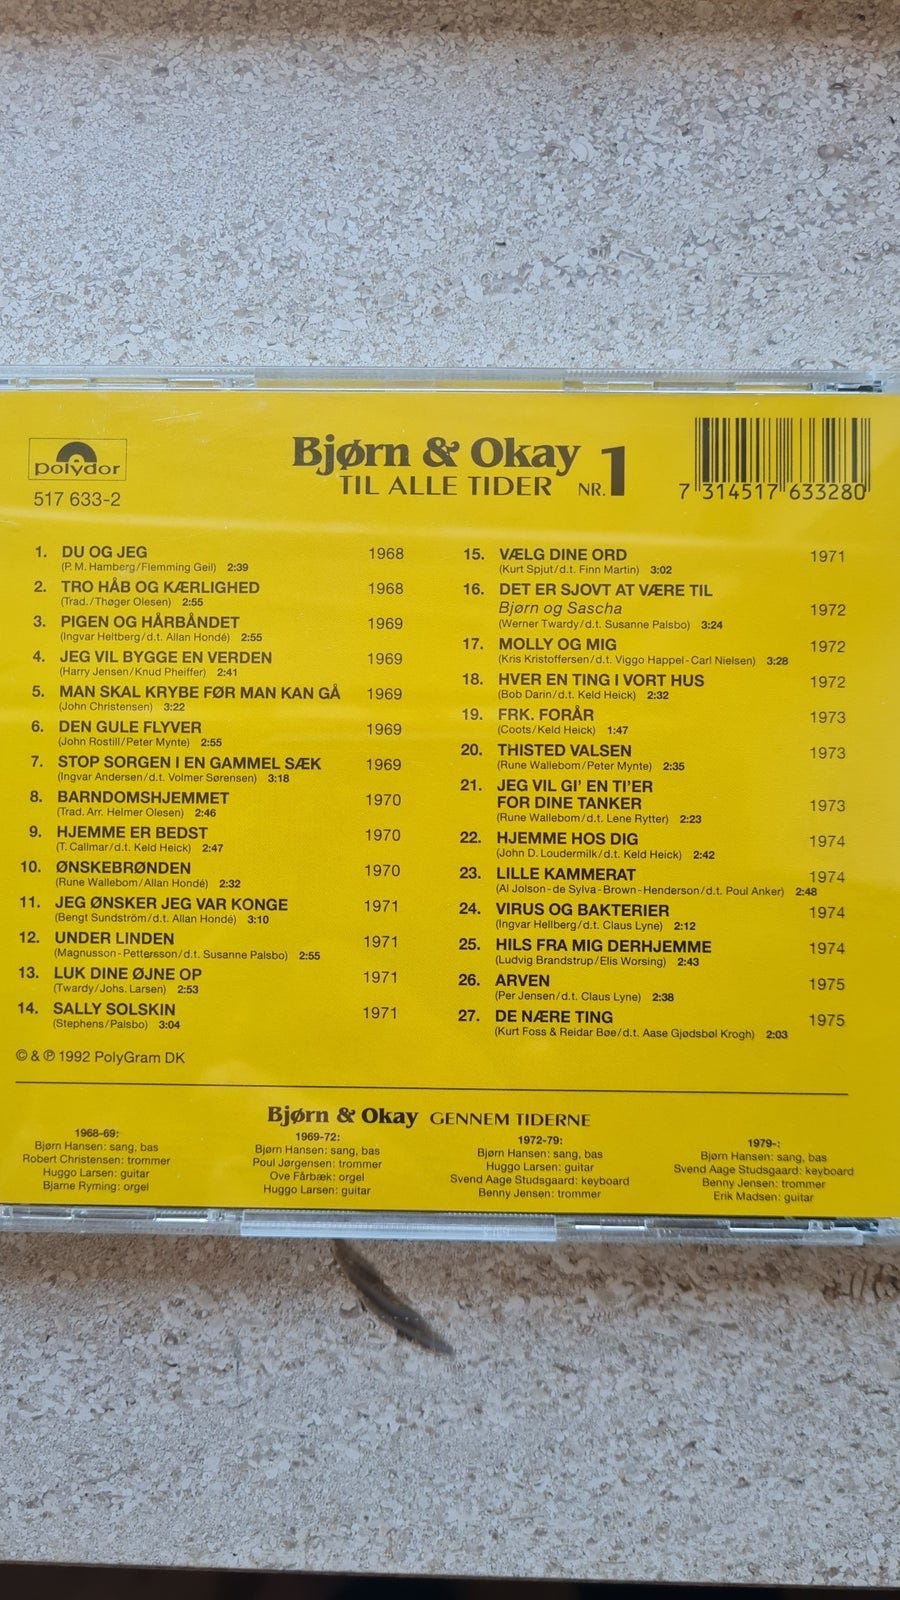 polydor
517 633-2
Bjørn & Okay
TIL ALLE TIDER NR. 1
7 314517 633280
1. DU OG JEG 1968
(P. M. Hamberg/Flemming Geil) 2:39
2. TRO HÅB OG KÆRLIGHED 1968
(Trad./Thøger Olesen) 2:55
3. PIGEN OG HÅRBÅNDET 1969
(Ingvar Heltberg/d.t. Allan Hondé) 2:55
4. JEG VIL BYGGE EN VERDEN 1969
(Harry Jensen/Knud Pheiffer) 2:41
5. MAN SKAL KRYBE FØR MAN KAN GÅ 1969
(John Christensen) 3:22
6. DEN GULE FLYVER 1969
(John Rostill/Peter Mynte) 2:55
7. STOP SORGEN I EN GAMMEL SÆK 1969
(Ingvar Andersen/d.t. Volmer Sørensen) 3:18
8. BARNDOMSHJEMMET 1970
(Trad. Arr. Helmer Olesen) 2:46
9. HJEMME ER BEDST 1970
(T. Callmar/d.t. Keld Heick) 2:47
10. ØNSKEBRØNDEN 1970
(Rune Wallebom/Allan Hondé) 2:32
11. JEG ØNSKER JEG VAR KONGE 1971
(Bengt Sundström/d.t. Allan Hondé) 3:10
12. UNDER LINDEN 1971
(Magnusson-Pettersson/d.t. Susanne Palsbo) 2:55
13. LUK DINE ØJNE OP 1971
(Twardy/Johs. Larsen) 2:53
14. SALLY SOLSKIN 1971
(Stephens/Palsbo) 3:04
15. VÆLG DINE ORD 1971
(Kurt Spjut/d.t. Finn Martin) 3:02
16. DET ER SJOVT AT VÆRE TIL
Bjørn og Sascha 1972
(Werner Twardy/d.t. Susanne Palsbo) 3:24
17. MOLLY OG MIG 1972
(Kris Kristoffersen/d.t. Viggo Happel-Carl Nielsen) 3:28
18. HVER EN TING I VORT HUS 1972
(Bob Darin/d.t. Keld Heick) 2:32
19. FRK. FORÅR 1973
(Coots/Keld Heick) 1:47
20. THISTED VALSEN 1973
(Rune Wallebom/Peter Mynte) 2:35
21. JEG VIL GI' EN TI'ER
FOR DINE TANKER 1973
(Rune Wallebom/d.t. Lene Rytter) 2:23
22. HJEMME HOS DIG 1974
(John D. Loudermilk/d.t. Keld Heick) 2:42
23. LILLE KAMMERAT 1974
(Al Jolson-de Sylva-Brown-Henderson/d.t. Poul Anker) 2:48
24. VIRUS OG BAKTERIER 1974
(Ingvar Hellberg/d.t. Claus Lyne) 2:12
25. HILS FRA MIG DERHJEMME 1974
(Ludvig Brandstrup/Elis Worsing) 2:43
26. ARVEN 1975
(Per Jensen/d.t. Claus Lyne) 2:38
27. DE NÆRE TING 1975
(Kurt Foss & Reidar Bøe/d.t. Aase Gjødsbøl Krogh) 2:03
© & ℗ 1992 PolyGram DK
Bjørn & Okay GENNEM TIDERNE
1968-69:
Bjørn Hansen: sang, bas
Robert Christensen: trommer
Huggo Larsen: guitar
Bjarne Ryming: orgel
1969-72:
Bjørn Hansen: sang, bas
Poul Jørgensen: trommer
Ove Fårbæk: orgel
Huggo Larsen: guitar
1972-79:
Bjørn Hansen: sang, bas
Huggo Larsen: guitar
Svend Aage Studsgaard: keyboard
Benny Jensen: trommer
1979-:
Bjørn Hansen: sang, bas
Svend Aage Studsgaard: keyboard
Benny Jensen: trommer
Erik Madsen: guitar